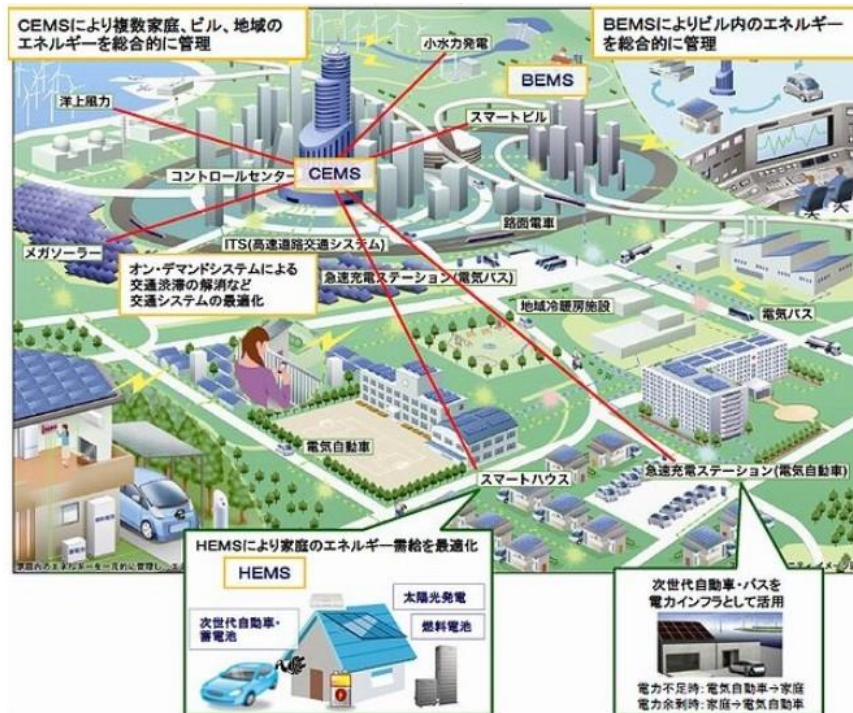 CEMSにより複数家庭、ビル、地域の
エネルギーを総合的に管理
BEMSによりビル内のエネルギー
を総合的に管理
小水力発電
BEMS
洋上風力
スマートビル
コントロールセンター
CEMS
路面電車
メガソーラー
ITS(高速道路交通システム)
オン・デマンドシステムによる
交通渋滞の解消など
交通システムの最適化
急速充電ステーション(電気バス)
地域冷暖房施設
電気バス
電気自動車
スマートハウス
急速充電ステーション(電気自動車)
HEMSにより家庭のエネルギー需給を最適化
HEMS
太陽光発電
次世代自動車・
蓄電池
燃料電池
次世代自動車・バスを
電力インフラとして活用
電力不足時:電気自動車→家庭
電力余剰時:家庭→電気自動車